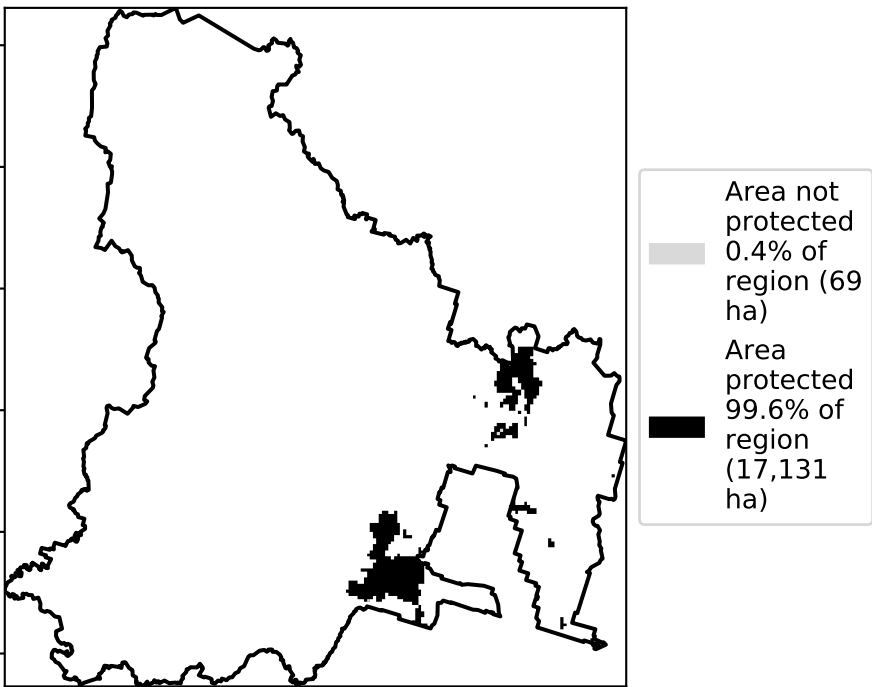 Area not
protected
0.4% of
region (69
ha)
Area
protected
99.6% of
region
(17,131
ha)